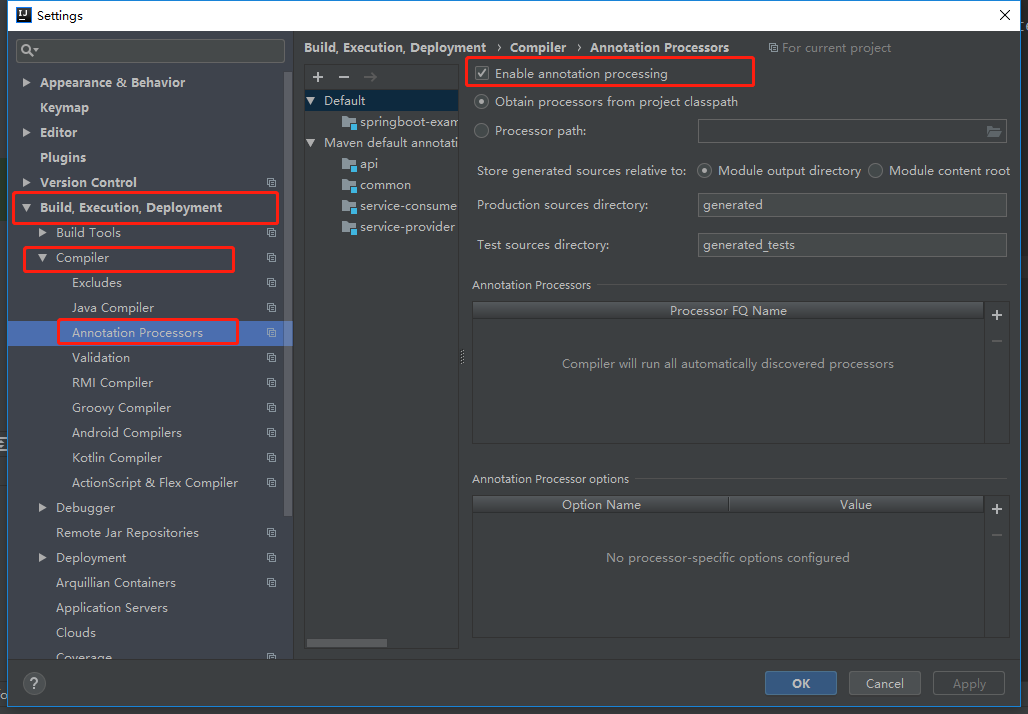 Settings
Appearance & Behavior
Keymap
Editor
Plugins
Version Control
Build, Execution, Deployment
Build Tools
Compiler
Excludes
Java Compiler
Annotation Processors
Validation
RMI Compiler
Groovy Compiler
Android Compilers
Kotlin Compiler
ActionScript & Flex Compiler
Debugger
Remote Jar Repositories
Deployment
Arquillian Containers
Application Servers
Clouds
Coverage
Build, Execution, Deployment › Compiler › Annotation Processors
For current project
Default
springboot-exam
Maven default annotati
api
common
service-consume
service-provider
Enable annotation processing
Obtain processors from project classpath
Processor path:
Store generated sources relative to: Module output directory Module content root
Production sources directory: generated
Test sources directory: generated_tests
Annotation Processors
Processor FQ Name
Compiler will run all automatically discovered processors
Annotation Processor options
Option Name Value
No processor-specific options configured
? OK Cancel Apply